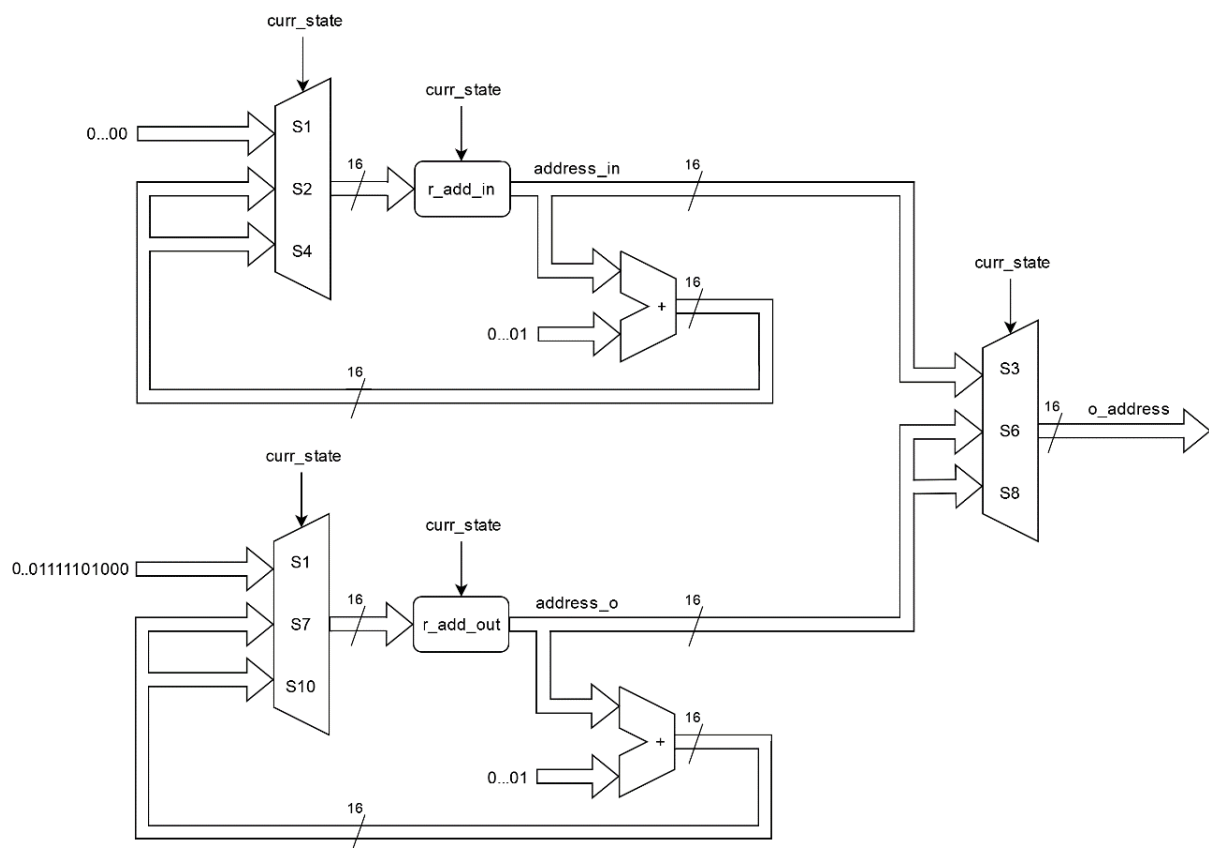 curr_state
0...00
S1
S2
S4
16
curr_state
r_add_in
address_in
16
0...01
+
16
16
curr_state
S3
S6
S8
16
o_address
curr_state
0..01111101000
S1
S7
S10
16
curr_state
r_add_out
address_o
16
0...01
+
16
16